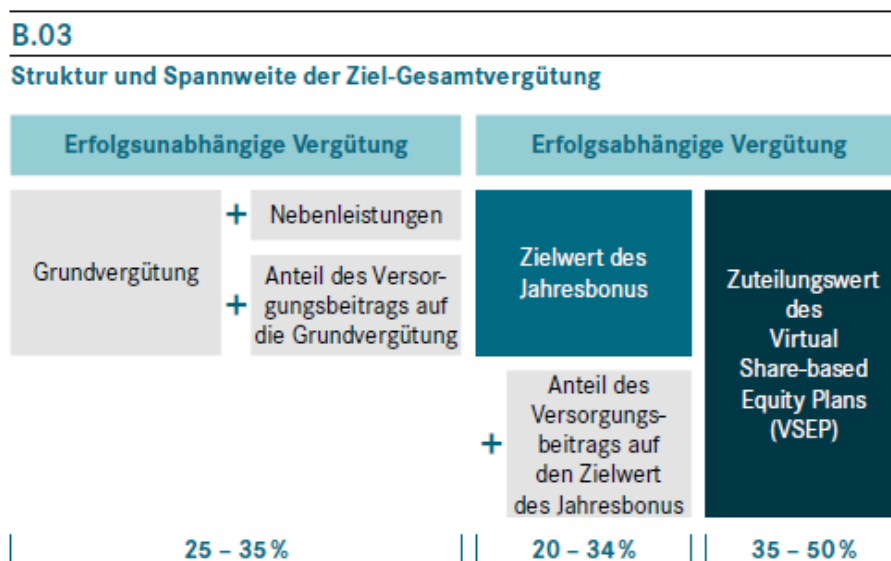 B.03
Struktur und Spannweite der Ziel-Gesamtvergütung
Erfolgsunabhängige Vergütung
Erfolgsabhängige Vergütung
Grundvergütung
+
Nebenleistungen
+
Anteil des Versor-
gungsbeitrags auf
die Grundvergütung
Zielwert des
Jahresbonus
+
Anteil des
Versorgungs-
beitrags auf
den Zielwert
des Jahresbonus
Zuteilungswert
des
Virtual
Share-based
Equity Plans
(VSEP)
25 – 35 %
20 – 34 %
35 – 50 %